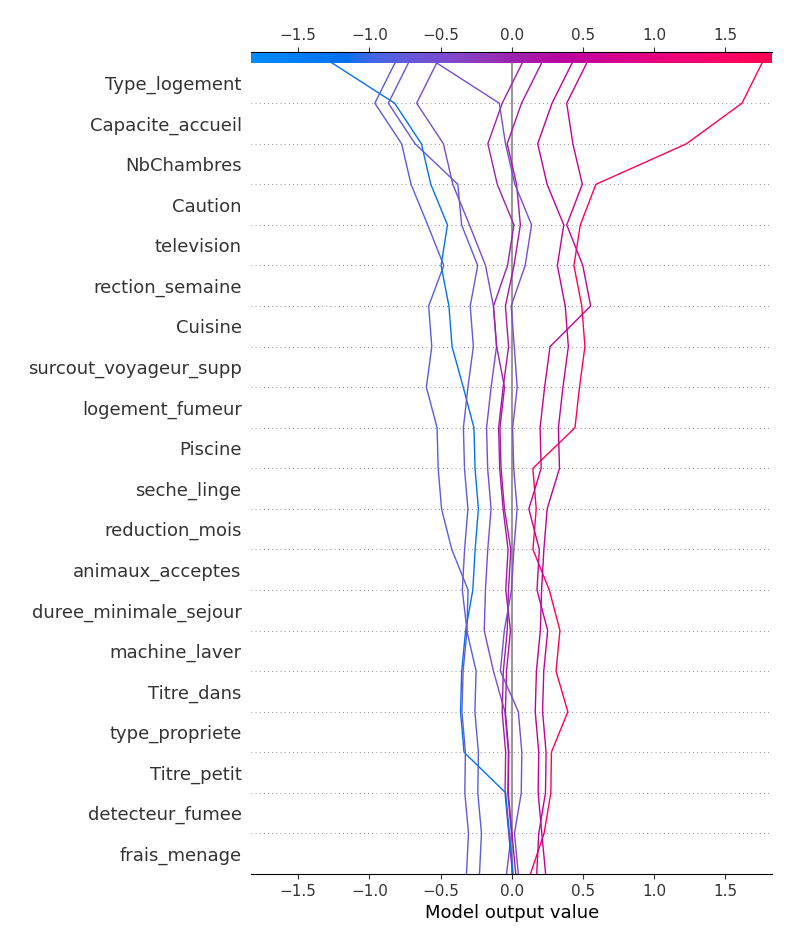 −1.5 −1.0 −0.5 0.0 0.5 1.0 1.5
Type_logement
Capacite_accueil
NbChambres
Caution
television
rection_semaine
Cuisine
surcout_voyageur_supp
logement_fumeur
Piscine
seche_linge
reduction_mois
animaux_acceptes
duree_minimale_sejour
machine_laver
Titre_dans
type_propriete
Titre_petit
detecteur_fumee
frais_menage
−1.5 −1.0 −0.5 0.0 0.5 1.0 1.5
Model output value